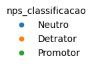 nps_classificacao
Neutro
Detrator
Promotor